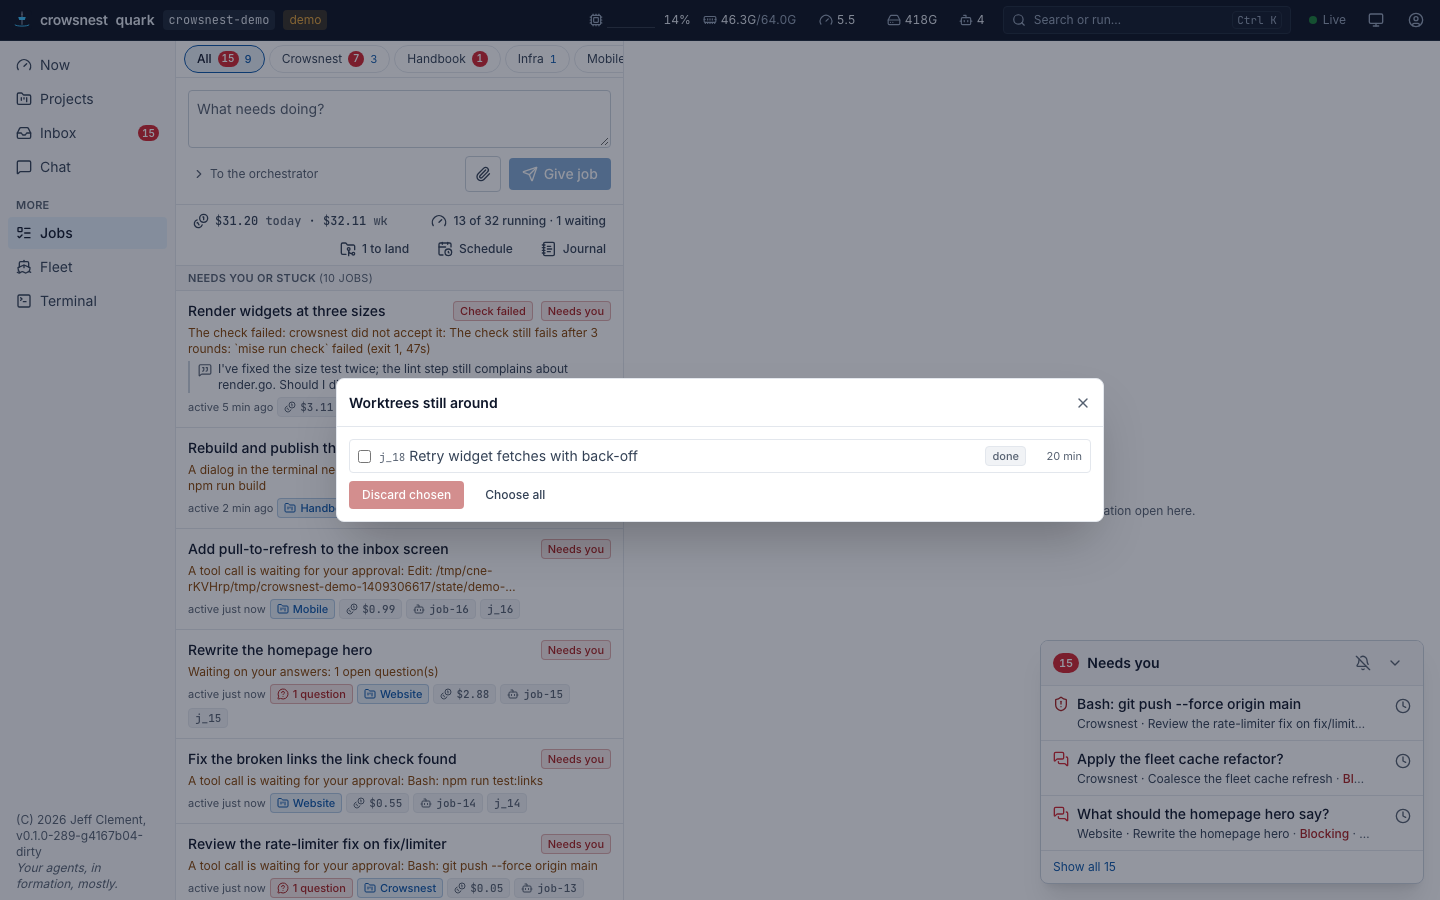 crowsnest quark crowsnest-demo demo 14% 46.3G/64.0G 5.5 418G 4 Search or run... Ctrl K Live
Now
Projects
Inbox 15
Chat
MORE
Jobs
Fleet
Terminal
(C) 2026 Jeff Clement,
v0.1.0-289-g4167b04-
dirty
Your agents, in
formation, mostly.
All 15 9 Crowsnest 7 3 Handbook 1 Infra 1 Mobile
What needs doing?
To the orchestrator Give job
$31.20 today · $32.11 wk 13 of 32 running · 1 waiting
1 to land Schedule Journal
NEEDS YOU OR STUCK (10 JOBS)
Render widgets at three sizes Check failed Needs you
The check failed: crowsnest did not accept it: The check still fails after 3
rounds: `mise run check` failed (exit 1, 47s)
I've fixed the size test twice; the lint step still complains about
render.go. Should I
active 5 min ago $3.11
Rebuild and publish th
A dialog in the terminal ne
npm run build
active 2 min ago Handb
Add pull-to-refresh to the inbox screen Needs you
A tool call is waiting for your approval: Edit: /tmp/cne-
rKVHrp/tmp/crowsnest-demo-1409306617/state/demo-...
active just now Mobile $0.99 job-16 j_16
Rewrite the homepage hero Needs you
Waiting on your answers: 1 open question(s)
active just now 1 question Website $2.88 job-15
j_15
Fix the broken links the link check found Needs you
A tool call is waiting for your approval: Bash: npm run test:links
active just now Website $0.55 job-14 j_14
Review the rate-limiter fix on fix/limiter Needs you
A tool call is waiting for your approval: Bash: git push --force origin main
active just now 1 question Crowsnest $0.05 job-13
Worktrees still around
j_18 Retry widget fetches with back-off done 20 min
Discard chosen Choose all
ation open here.
15 Needs you
Bash: git push --force origin main
Crowsnest · Review the rate-limiter fix on fix/limit...
Apply the fleet cache refactor?
Crowsnest · Coalesce the fleet cache refresh · Bl...
What should the homepage hero say?
Website · Rewrite the homepage hero · Blocking · ...
Show all 15